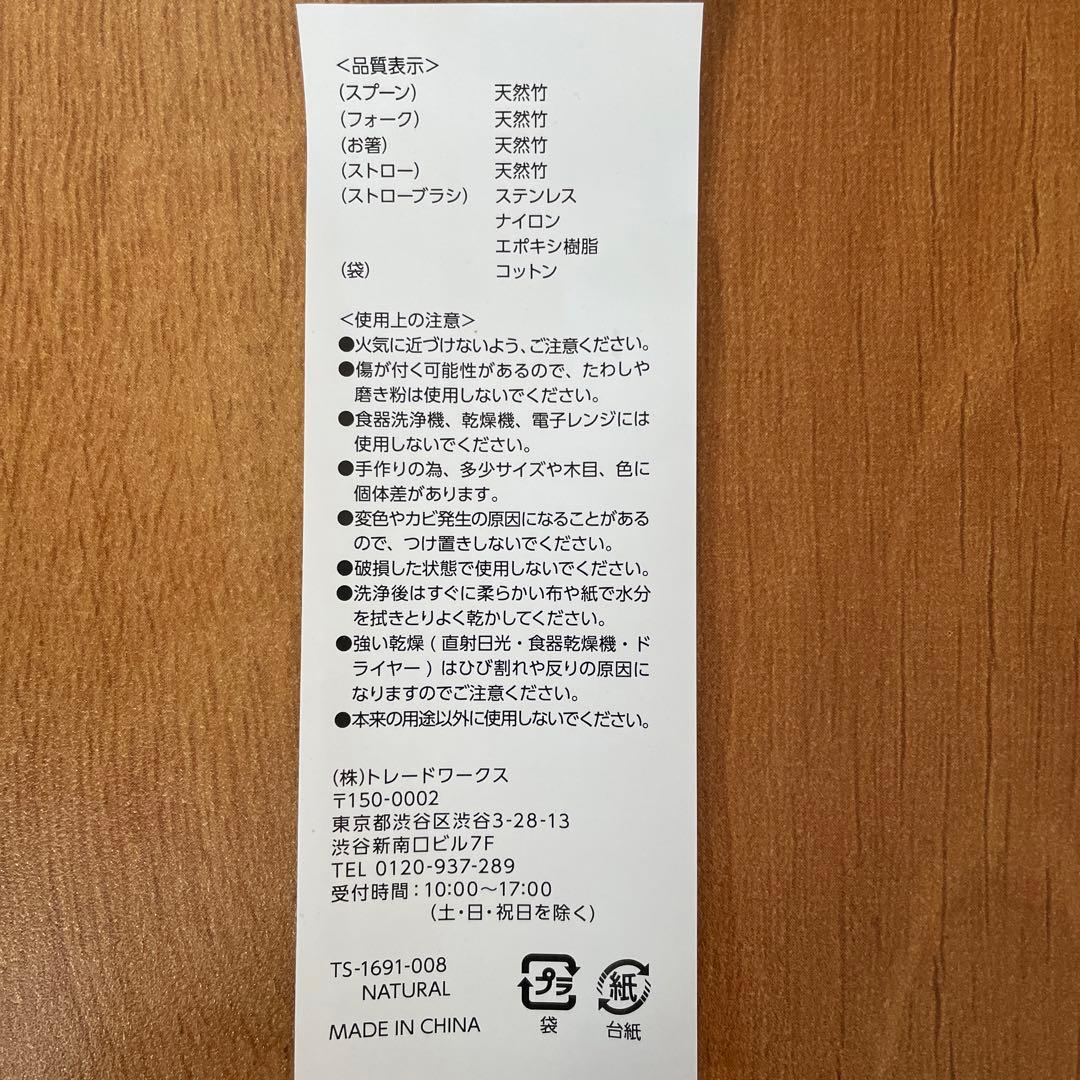 ＜品質表示＞
(スプーン) 天然竹
(フォーク) 天然竹
(お箸) 天然竹
(ストロー) 天然竹
(ストローブラシ) ステンレス
ナイロン
エポキシ樹脂
(袋) コットン
＜使用上の注意＞
●火気に近づけないよう、ご注意ください。
●傷が付く可能性があるので、たわしや
磨き粉は使用しないでください。
●食器洗浄機、乾燥機、電子レンジには
使用しないでください。
●手作りの為、多少サイズや木目、色に
個体差があります。
●変色やカビ発生の原因になることがある
ので、つけ置きしないでください。
●破損した状態で使用しないでください。
●洗浄後はすぐに柔らかい布や紙で水分
を拭きとりよく乾かしてください。
●強い乾燥 ( 直射日光・食器乾燥機・ド
ライヤー ) はひび割れや反りの原因に
なりますのでご注意ください。
●本来の用途以外に使用しないでください。
(株)トレードワークス
〒150-0002
東京都渋谷区渋谷3-28-13
渋谷新南口ビル7F
TEL 0120-937-289
受付時間：10:00～17:00
(土・日・祝日を除く)
TS-1691-008
NATURAL
MADE IN CHINA
プラ
袋
紙
台紙